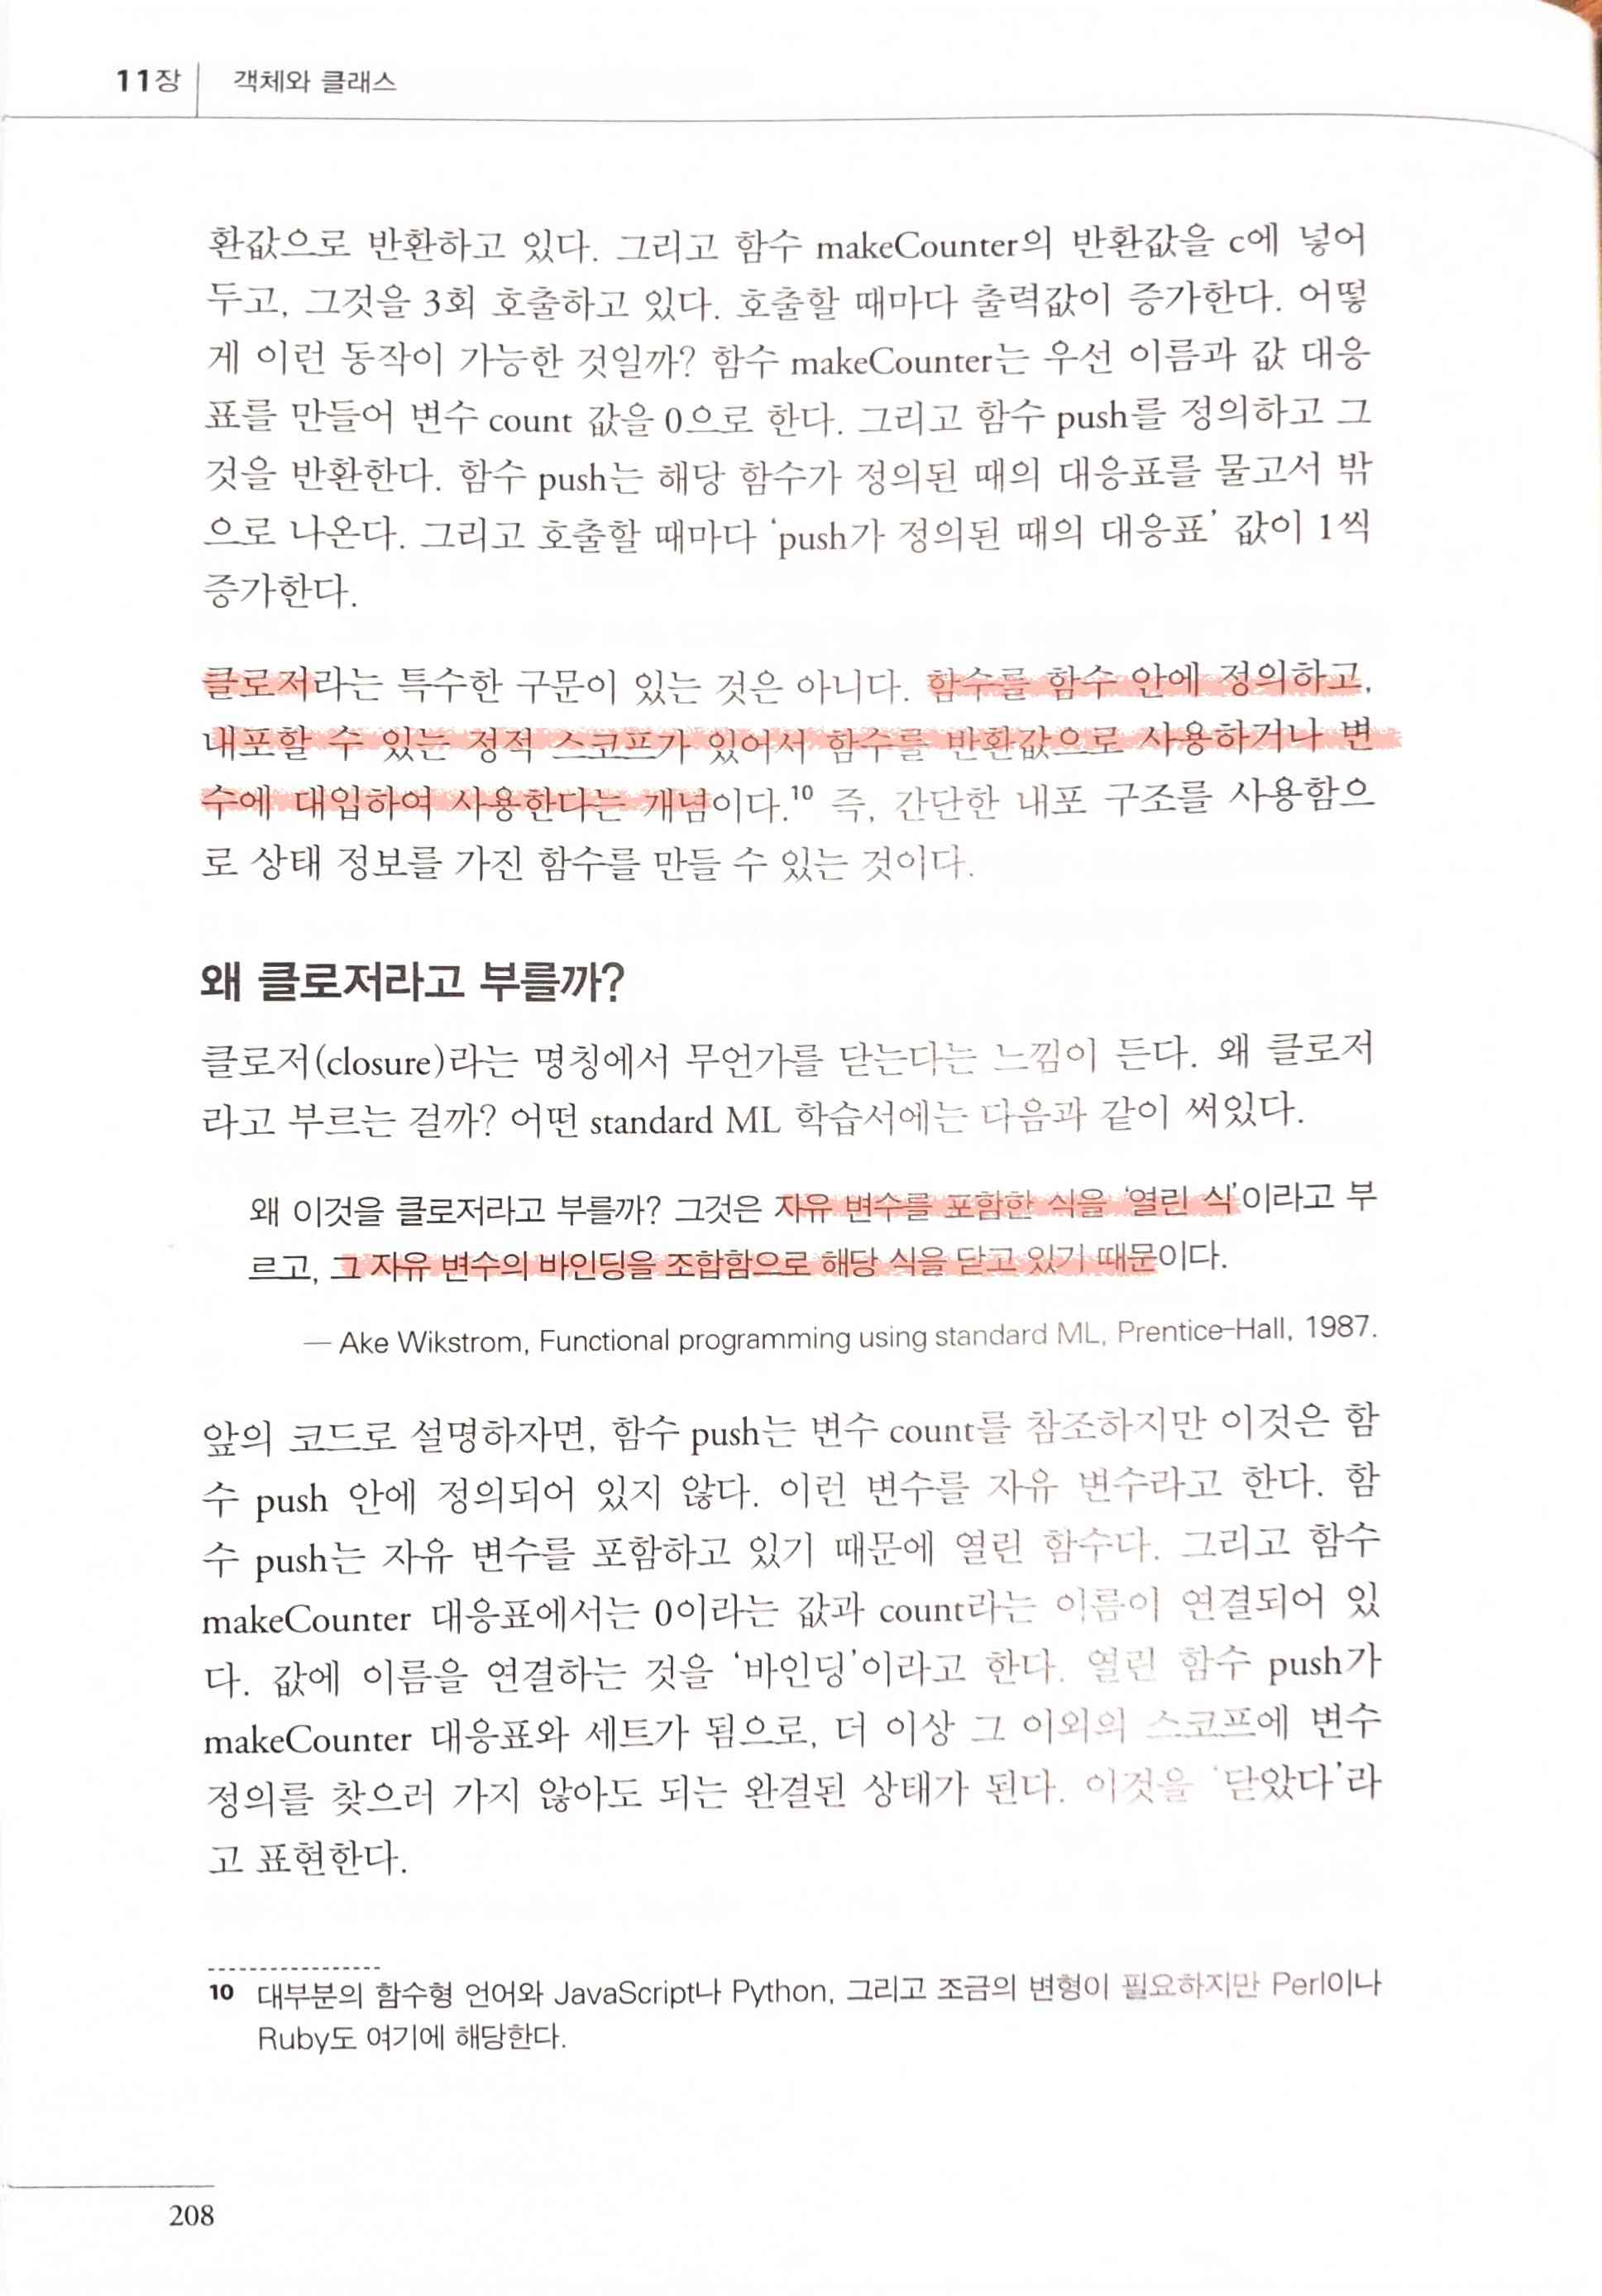 11장 객체와 클래스
환값으로 반환하고 있다. 그리고 함수 makeCounter의 반환값을 c에 넣어
두고, 그것을 3회 호출하고 있다. 호출할 때마다 출력값이 증가한다. 어떻
게 이런 동작이 가능한 것일까? 함수 makeCounter는 우선 이름과 값 대응
표를 만들어 변수 count 값을 0으로 한다. 그리고 함수 push를 정의하고 그
것을 반환한다. 함수 push는 해당 함수가 정의된 때의 대응표를 물고서 밖
으로 나온다. 그리고 호출할 때마다 ‘push가 정의된 때의 대응표’ 값이 1씩
증가한다.
클로저라는 특수한 구문이 있는 것은 아니다. 함수를 함수 안에 정의하고,
내포할 수 있는 정적 스코프가 있어서 함수를 반환값으로 사용하거나 변
수에 대입하여 사용한다는 개념이다.10 즉, 간단한 내포 구조를 사용함으
로 상태 정보를 가진 함수를 만들 수 있는 것이다.
왜 클로저라고 부를까?
클로저(closure)라는 명칭에서 무언가를 닫는다는 느낌이 든다. 왜 클로저
라고 부르는 걸까? 어떤 standard ML 학습서에는 다음과 같이 써있다.
왜 이것을 클로저라고 부를까? 그것은 자유 변수를 포함한 식을 ‘열린 식’이라고 부
르고, 그 자유 변수의 바인딩을 조합함으로 해당 식을 닫고 있기 때문이다.
— Ake Wikstrom, Functional programming using standard ML, Prentice-Hall, 1987.
앞의 코드로 설명하자면, 함수 push는 변수 count를 참조하지만 이것은 함
수 push 안에 정의되어 있지 않다. 이런 변수를 자유 변수라고 한다. 함
수 push는 자유 변수를 포함하고 있기 때문에 열린 함수다. 그리고 함수
makeCounter 대응표에서는 0이라는 값과 count라는 이름이 연결되어 있
다. 값에 이름을 연결하는 것을 ‘바인딩’이라고 한다. 열린 함수 push가
makeCounter 대응표와 세트가 됨으로, 더 이상 그 이외의 스코프에 변수
정의를 찾으러 가지 않아도 되는 완결된 상태가 된다. 이것을 ‘닫았다’라
고 표현한다.
10 대부분의 함수형 언어와 JavaScript나 Python, 그리고 조금의 변형이 필요하지만 Perl이나
Ruby도 여기에 해당한다.
208